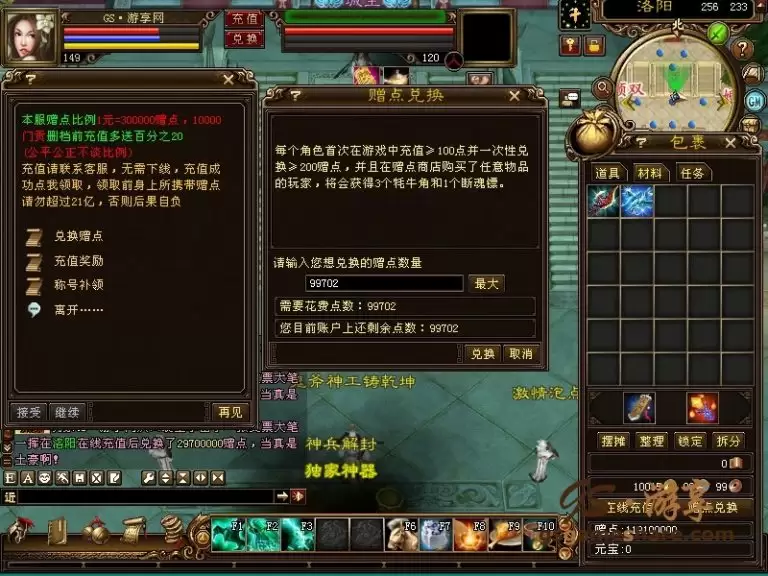 GS·游享网
149
充值
兑换
120
洛阳
256 233
北
GM
?
本服赠点比例1元=300000赠点，10000
门贡删档前充值多送百分之20
(公平公正不谈比例)
充值请联系客服，无需下线，充值成
功点我领取，领取前身上所携带赠点
请勿超过21亿，否则后果自负
兑换赠点
充值奖励
称号补领
离开……
接受
继续
再见
赠点兑换
每个角色首次在游戏中充值≥100点并一次性兑
换≥200赠点，并且在赠点商店购买了任意物品
的玩家，将会获得3个牦牛角和1个断魂镖。
请输入您想兑换的赠点数量
99702
最大
需要花费点数：99702
您目前账户上还剩余点数：99702
兑换
取消
包裹
道具
材料
任务
摆摊
整理
锁定
拆分
0
99
在线充值
赠点兑换
赠点:
元宝:0
票大笔
当真是
斧神工铸乾坤
激情泡点
票大笔
一挥在洛阳在线充值后兑换了29700000赠点，当真是
土豪啊!
神兵解封
独家神器
近
F1
F2
F3
F6
F7
F8
F9
F10